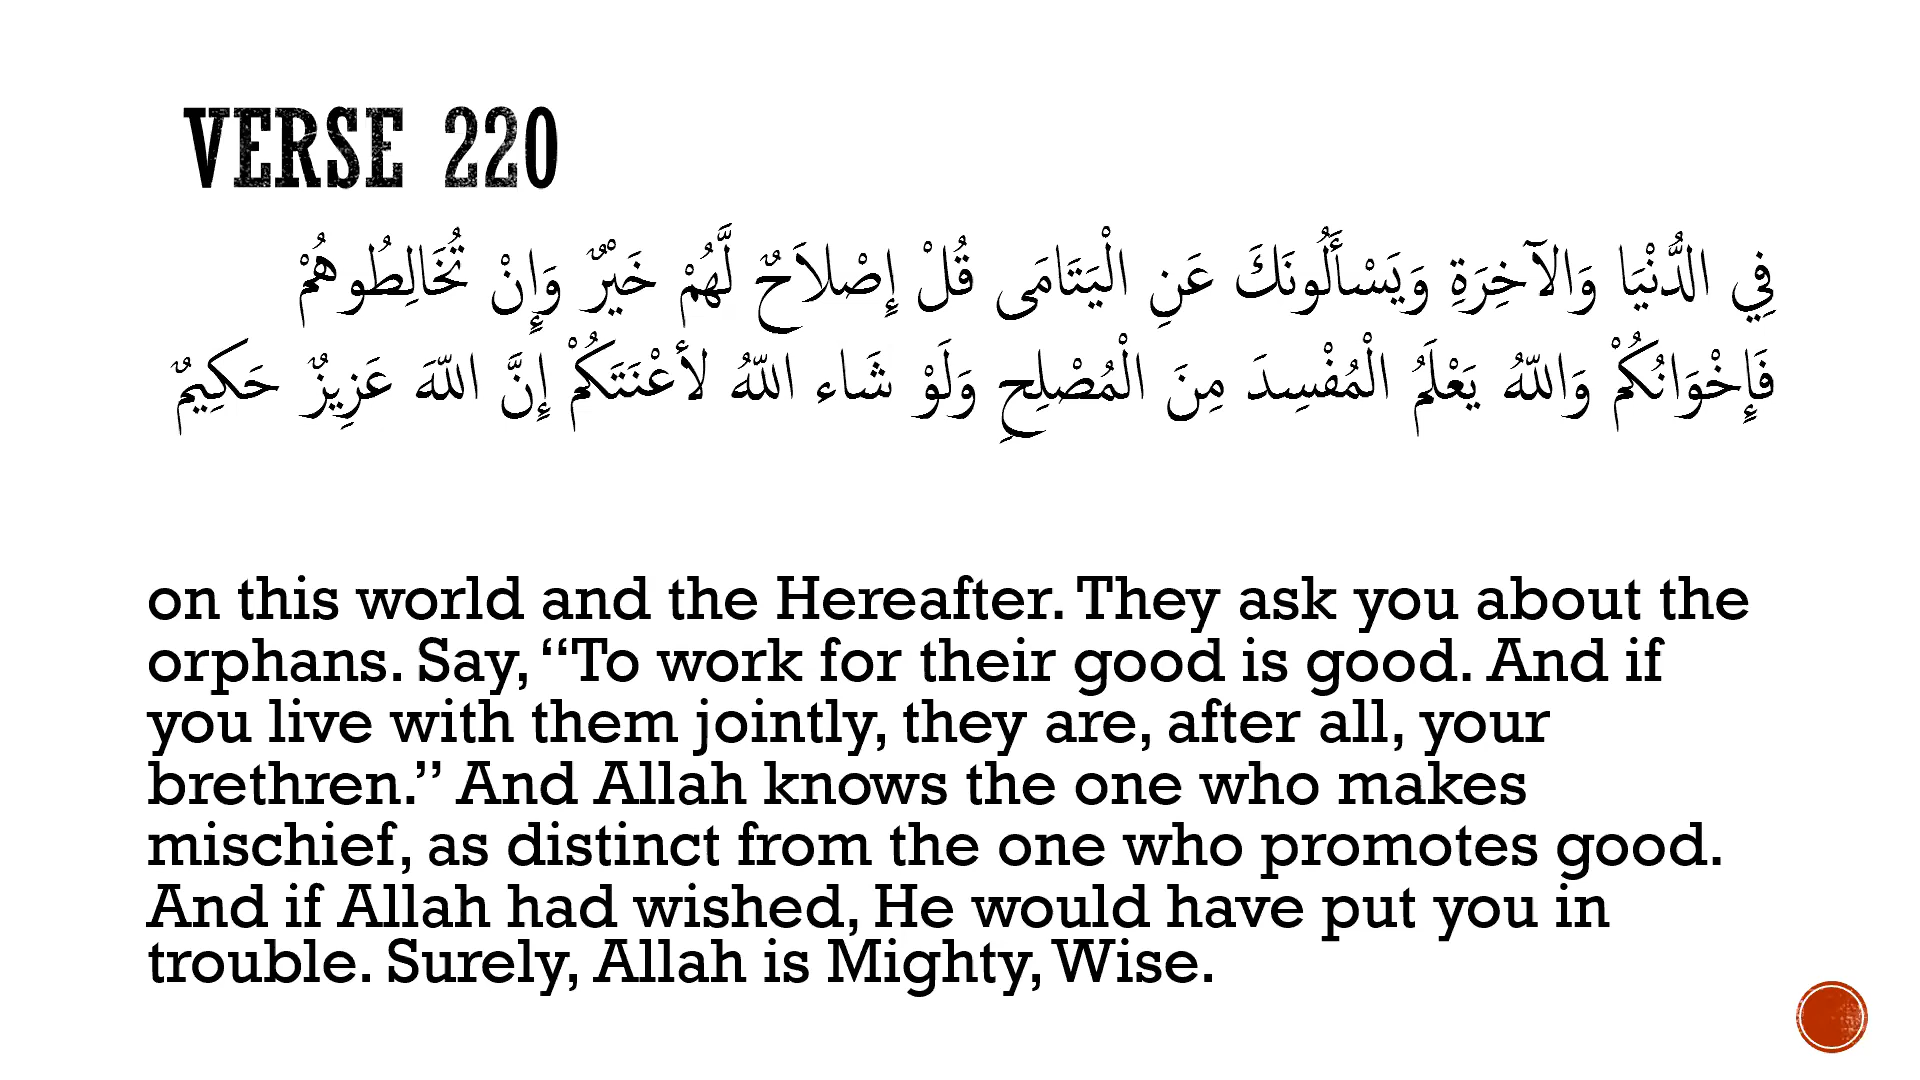 VERSE 220
فِي الدُّنْيَا وَالآخِرَةِ وَيَسْأَلُونَكَ عَنِ الْيَتَامَى قُلْ إِصْلاَحٌ لَّهُمْ خَيْرٌ وَإِنْ تُخَالِطُوهُمْ
فَإِخْوَانُكُمْ وَاللّهُ يَعْلَمُ الْمُفْسِدَ مِنَ الْمُصْلِحِ وَلَوْ شَاء اللّهُ لأعْنَتَكُمْ إِنَّ اللّهَ عَزِيزٌ حَكِيمٌ
on this world and the Hereafter. They ask you about the
orphans. Say, “To work for their good is good. And if
you live with them jointly, they are, after all, your
brethren.” And Allah knows the one who makes
mischief, as distinct from the one who promotes good.
And if Allah had wished, He would have put you in
trouble. Surely, Allah is Mighty, Wise.